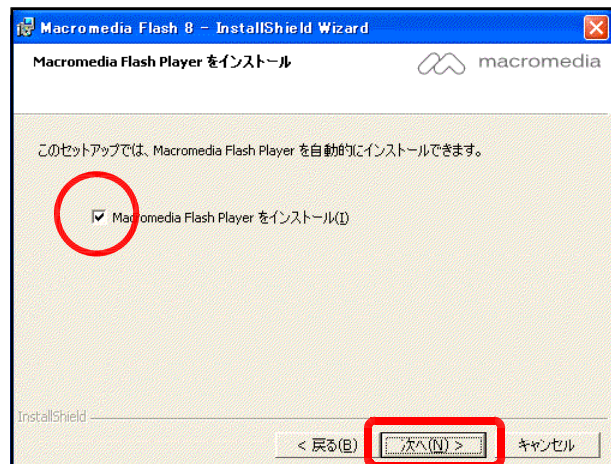 Macromedia Flash 8 - InstallShield Wizard
Macromedia Flash Player をインストール
macromedia
このセットアップでは、Macromedia Flash Player を自動的にインストールできます。
Macromedia Flash Player をインストール(I)
InstallShield
< 戻る(B)
次へ(N) >
キャンセル